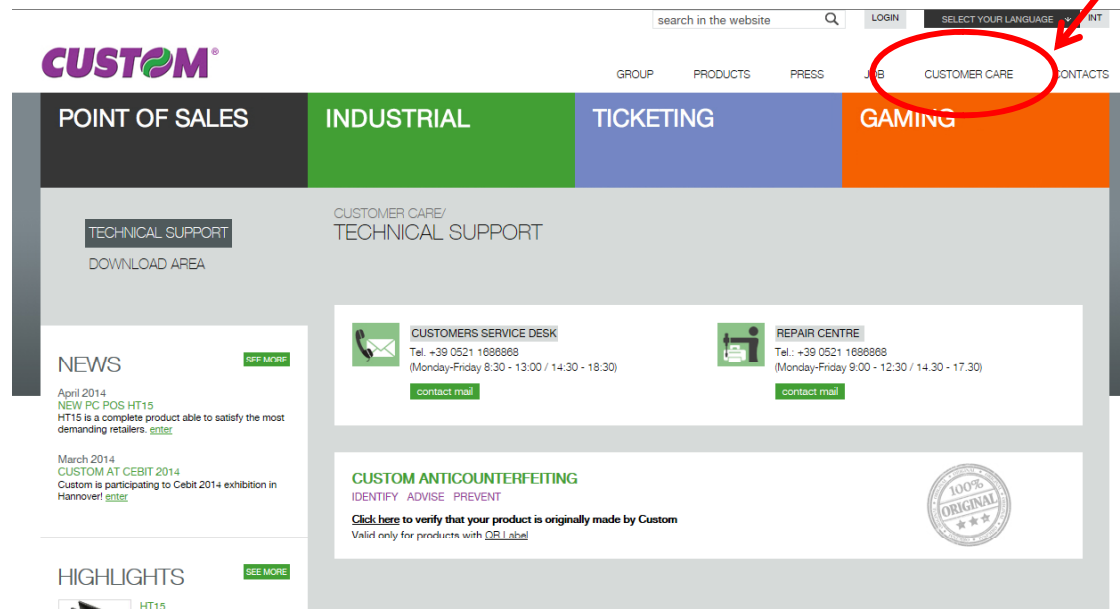 search in the website
LOGIN
SELECT YOUR LANGUAGE
INT
CUSTOM®
GROUP PRODUCTS PRESS JOB CUSTOMER CARE CONTACTS
POINT OF SALES
INDUSTRIAL
TICKETING
GAMING
TECHNICAL SUPPORT
DOWNLOAD AREA
CUSTOMER CARE/
TECHNICAL SUPPORT
CUSTOMERS SERVICE DESK
Tel. +39 0521 1686868
(Monday-Friday 8:30 - 13:00 / 14:30 - 18:30)
contact mail
REPAIR CENTRE
Tel.: +39 0521 1686868
(Monday-Friday 9:00 - 12:30 / 14.30 - 17.30)
contact mail
NEWS
SEE MORE
April 2014
NEW PC POS HT15
HT15 is a complete product able to satisfy the most
demanding retailers. enter
March 2014
CUSTOM AT CEBIT 2014
Custom is participating to Cebit 2014 exhibition in
Hannover! enter
CUSTOM ANTICOUNTERFEITING
IDENTIFY ADVISE PREVENT
Click here to verify that your product is originally made by Custom
Valid only for products with QR Label
100%
ORIGINAL
HIGHLIGHTS
SEE MORE
HT15